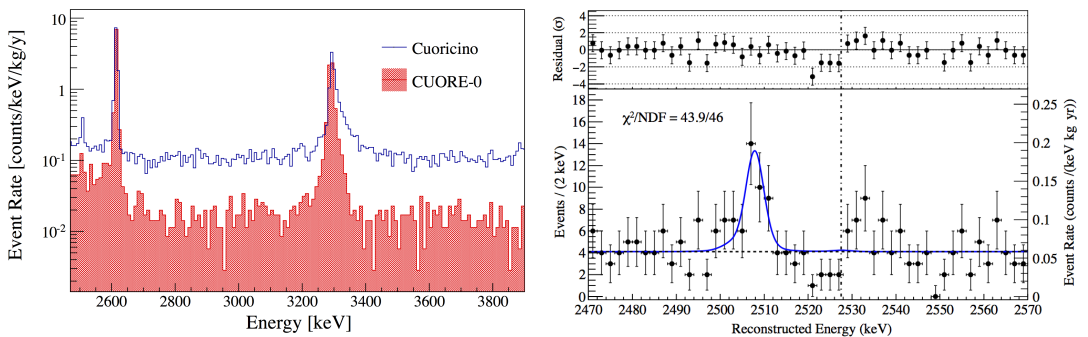 Event Rate [counts/keV/kg/y]
10
1
10⁻¹
10⁻²
Cuoricino
CUORE-0
2600 2800 3000 3200 3400 3600 3800
Energy [keV]
Residual (σ)
4
2
0
−2
−4
Events / (2 keV)
18
16
14
12
10
8
6
4
2
0
χ²/NDF = 43.9/46
0.25
0.2
0.15
0.1
0.05
0
Event Rate (counts /(keV kg yr))
2470 2480 2490 2500 2510 2520 2530 2540 2550 2560 2570
Reconstructed Energy (keV)